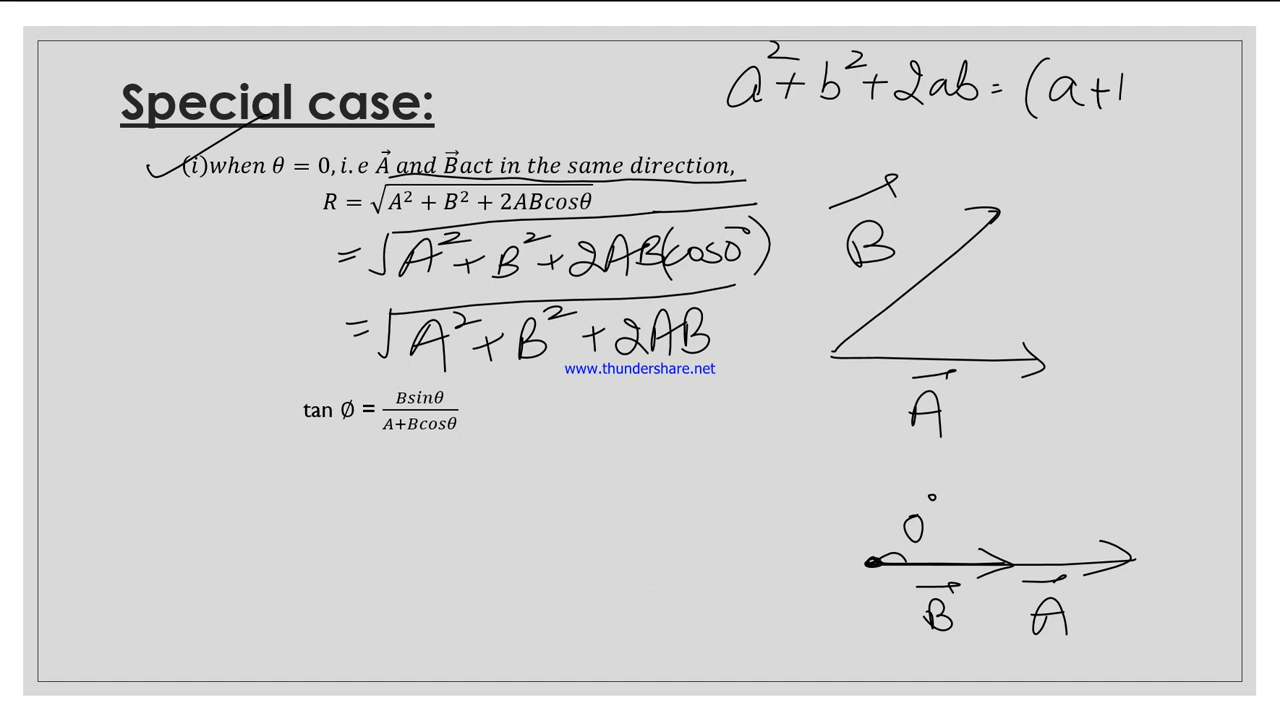 a² + b² + 2ab = (a+
Special case:
(i)when θ = 0, i.e A⃗ and B⃗ act in the same direction,
R = √(A² + B² + 2ABcosθ)
= √(A² + B² + 2AB(cos0°)
= √(A² + B² + 2AB
www.thundershare.net
tan ∅ = Bsinθ / A+Bcosθ
B⃗
A⃗
0°
B⃗ A⃗